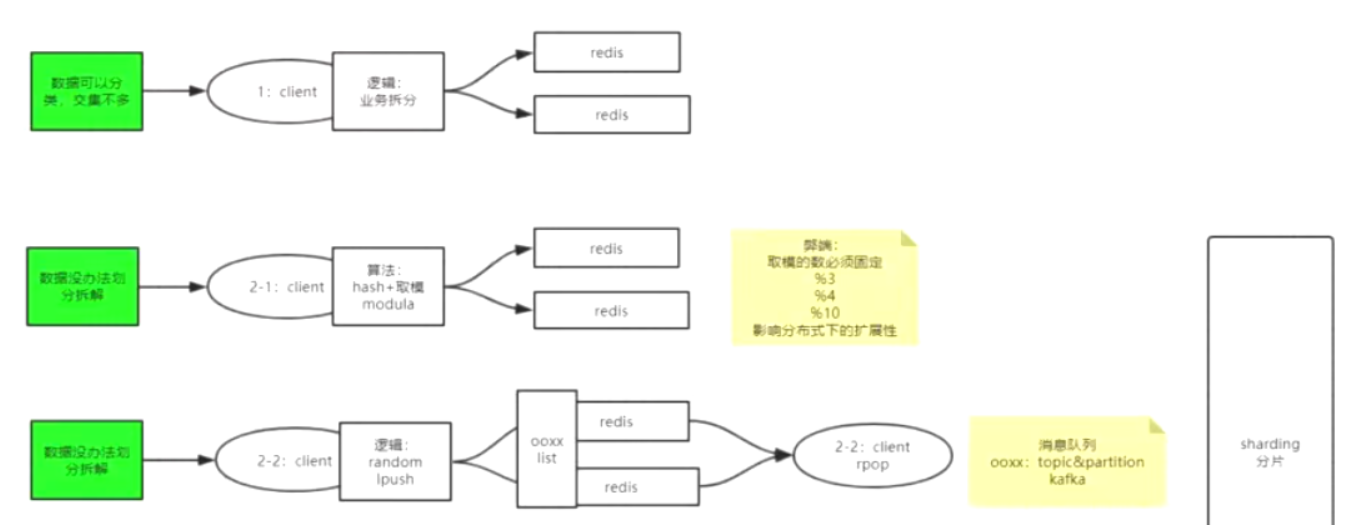 数据可以分
类，交集不多
1：client
逻辑：
业务拆分
redis
redis
数据没办法划
分拆解
2-1：client
算法：
hash+取模
modula
redis
redis
弊端：
取模的数必须固定
%3
%4
%10
影响分布式下的扩展性
数据没办法划
分拆解
2-2：client
逻辑：
random
lpush
ooxx
list
redis
redis
2-2：client
rpop
消息队列
ooxx：topic&partition
kafka
sharding
分片